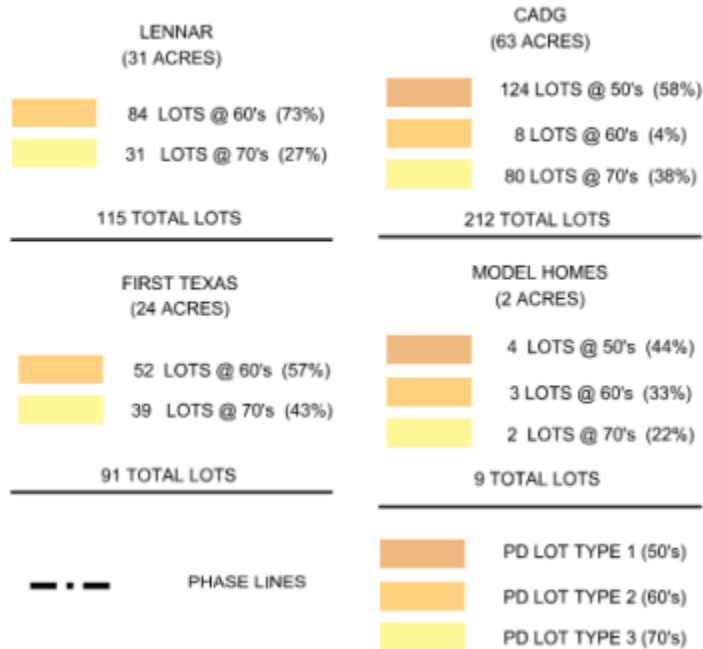 LENNAR
(31 ACRES)
84 LOTS @ 60's (73%)
31 LOTS @ 70's (27%)
115 TOTAL LOTS
CADG
(63 ACRES)
124 LOTS @ 50's (58%)
8 LOTS @ 60's (4%)
80 LOTS @ 70's (38%)
212 TOTAL LOTS
FIRST TEXAS
(24 ACRES)
52 LOTS @ 60's (57%)
39 LOTS @ 70's (43%)
91 TOTAL LOTS
MODEL HOMES
(2 ACRES)
4 LOTS @ 50's (44%)
3 LOTS @ 60's (33%)
2 LOTS @ 70's (22%)
9 TOTAL LOTS
PHASE LINES
PD LOT TYPE 1 (50's)
PD LOT TYPE 2 (60's)
PD LOT TYPE 3 (70's)